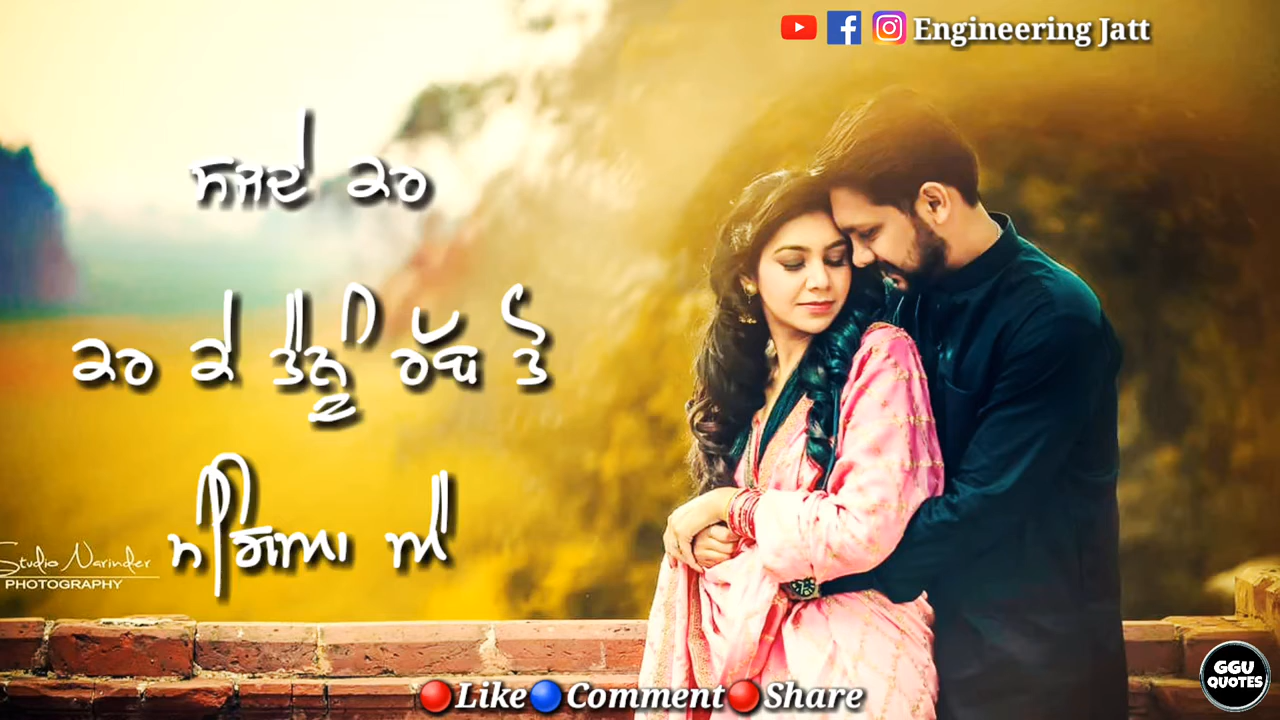 Engineering Jatt
ਸਜਦੇ ਕਰ
ਕਰ ਕੇ ਤੈਨੂੰ ਰੱਬ ਤੋਂ
ਮੰਗਿਆ ਐ
Studio Narinder
PHOTOGRAPHY
Like Comment Share
GGU
QUOTES